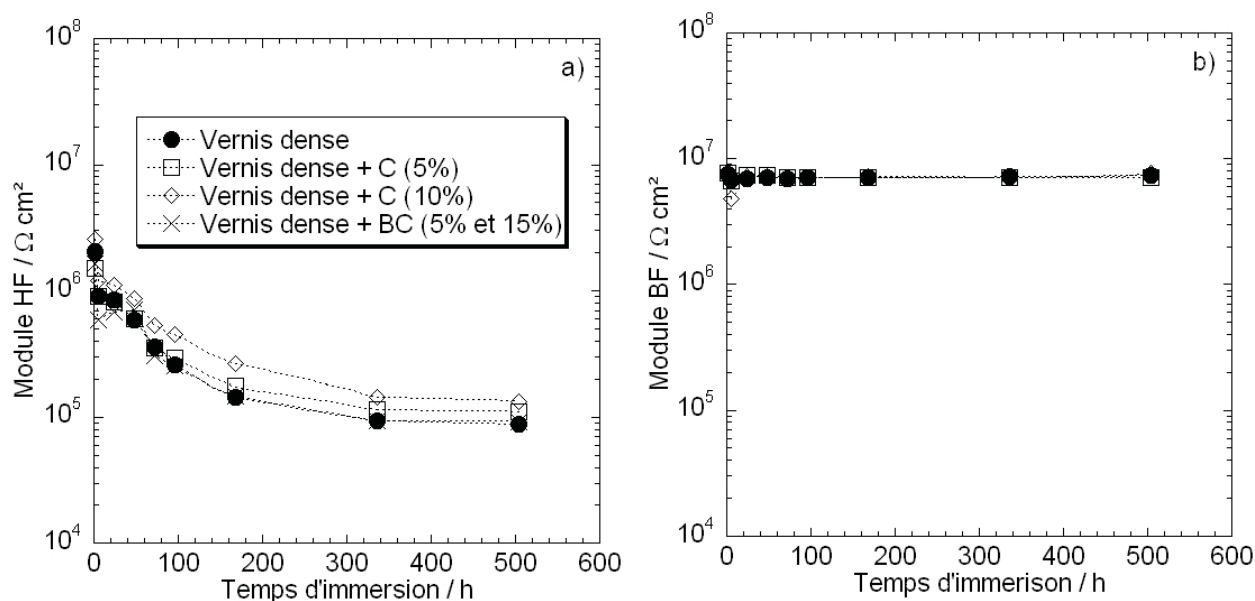 a)
Module HF / Ω cm²
10⁸
10⁷
10⁶
10⁵
10⁴
Vernis dense
Vernis dense + C (5%)
Vernis dense + C (10%)
Vernis dense + BC (5% et 15%)
0 100 200 300 400 500 600
Temps d'immersion / h
b)
Module BF / Ω cm²
10⁸
10⁷
10⁶
10⁵
10⁴
0 100 200 300 400 500 600
Temps d'immerison / h